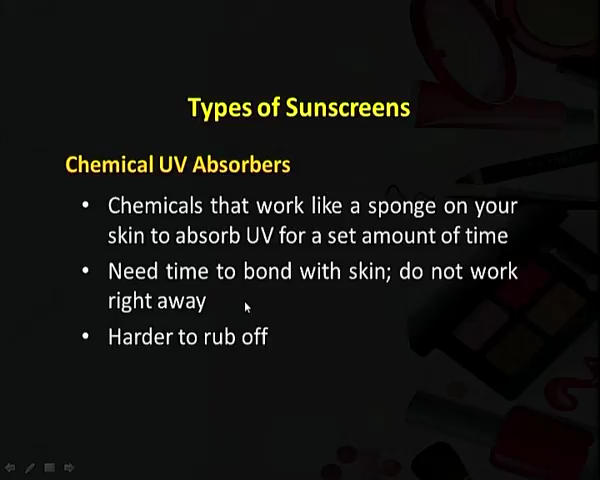 Types of Sunscreens
Chemical UV Absorbers
• Chemicals that work like a sponge on your
skin to absorb UV for a set amount of time
• Need time to bond with skin; do not work
right away
• Harder to rub off